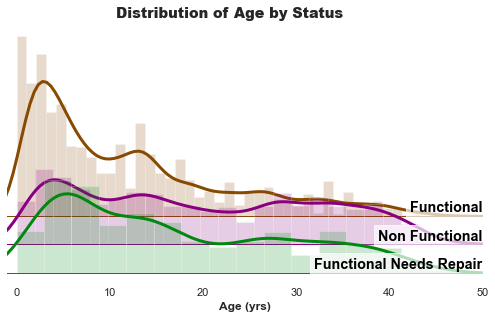 Distribution of Age by Status
Functional
Non Functional
Functional Needs Repair
0 10 20 30 40 50
Age (yrs)